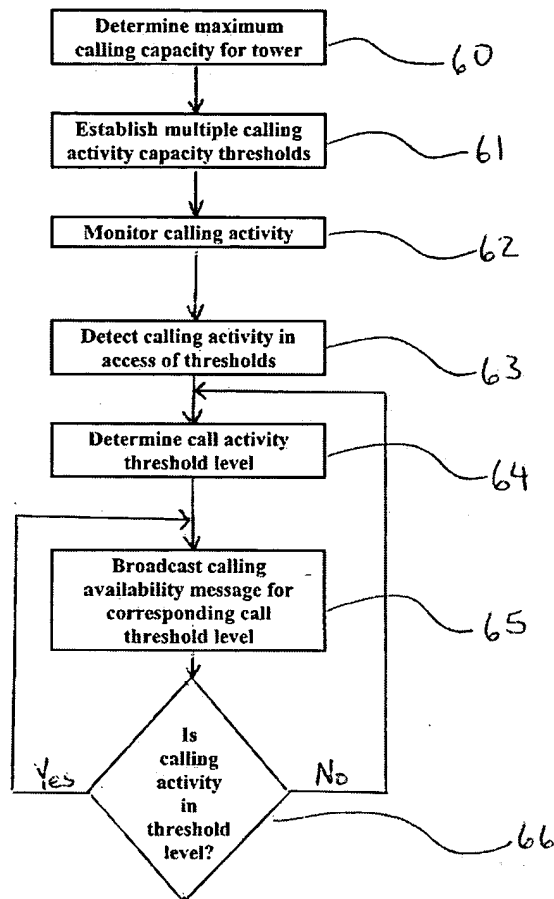 Determine maximum
calling capacity for tower
60
Establish multiple calling
activity capacity thresholds
61
Monitor calling activity
62
Detect calling activity in
access of thresholds
63
Determine call activity
threshold level
64
Broadcast calling
availability message for
corresponding call
threshold level
65
Is
calling
activity
in
threshold
level?
Yes
No
66